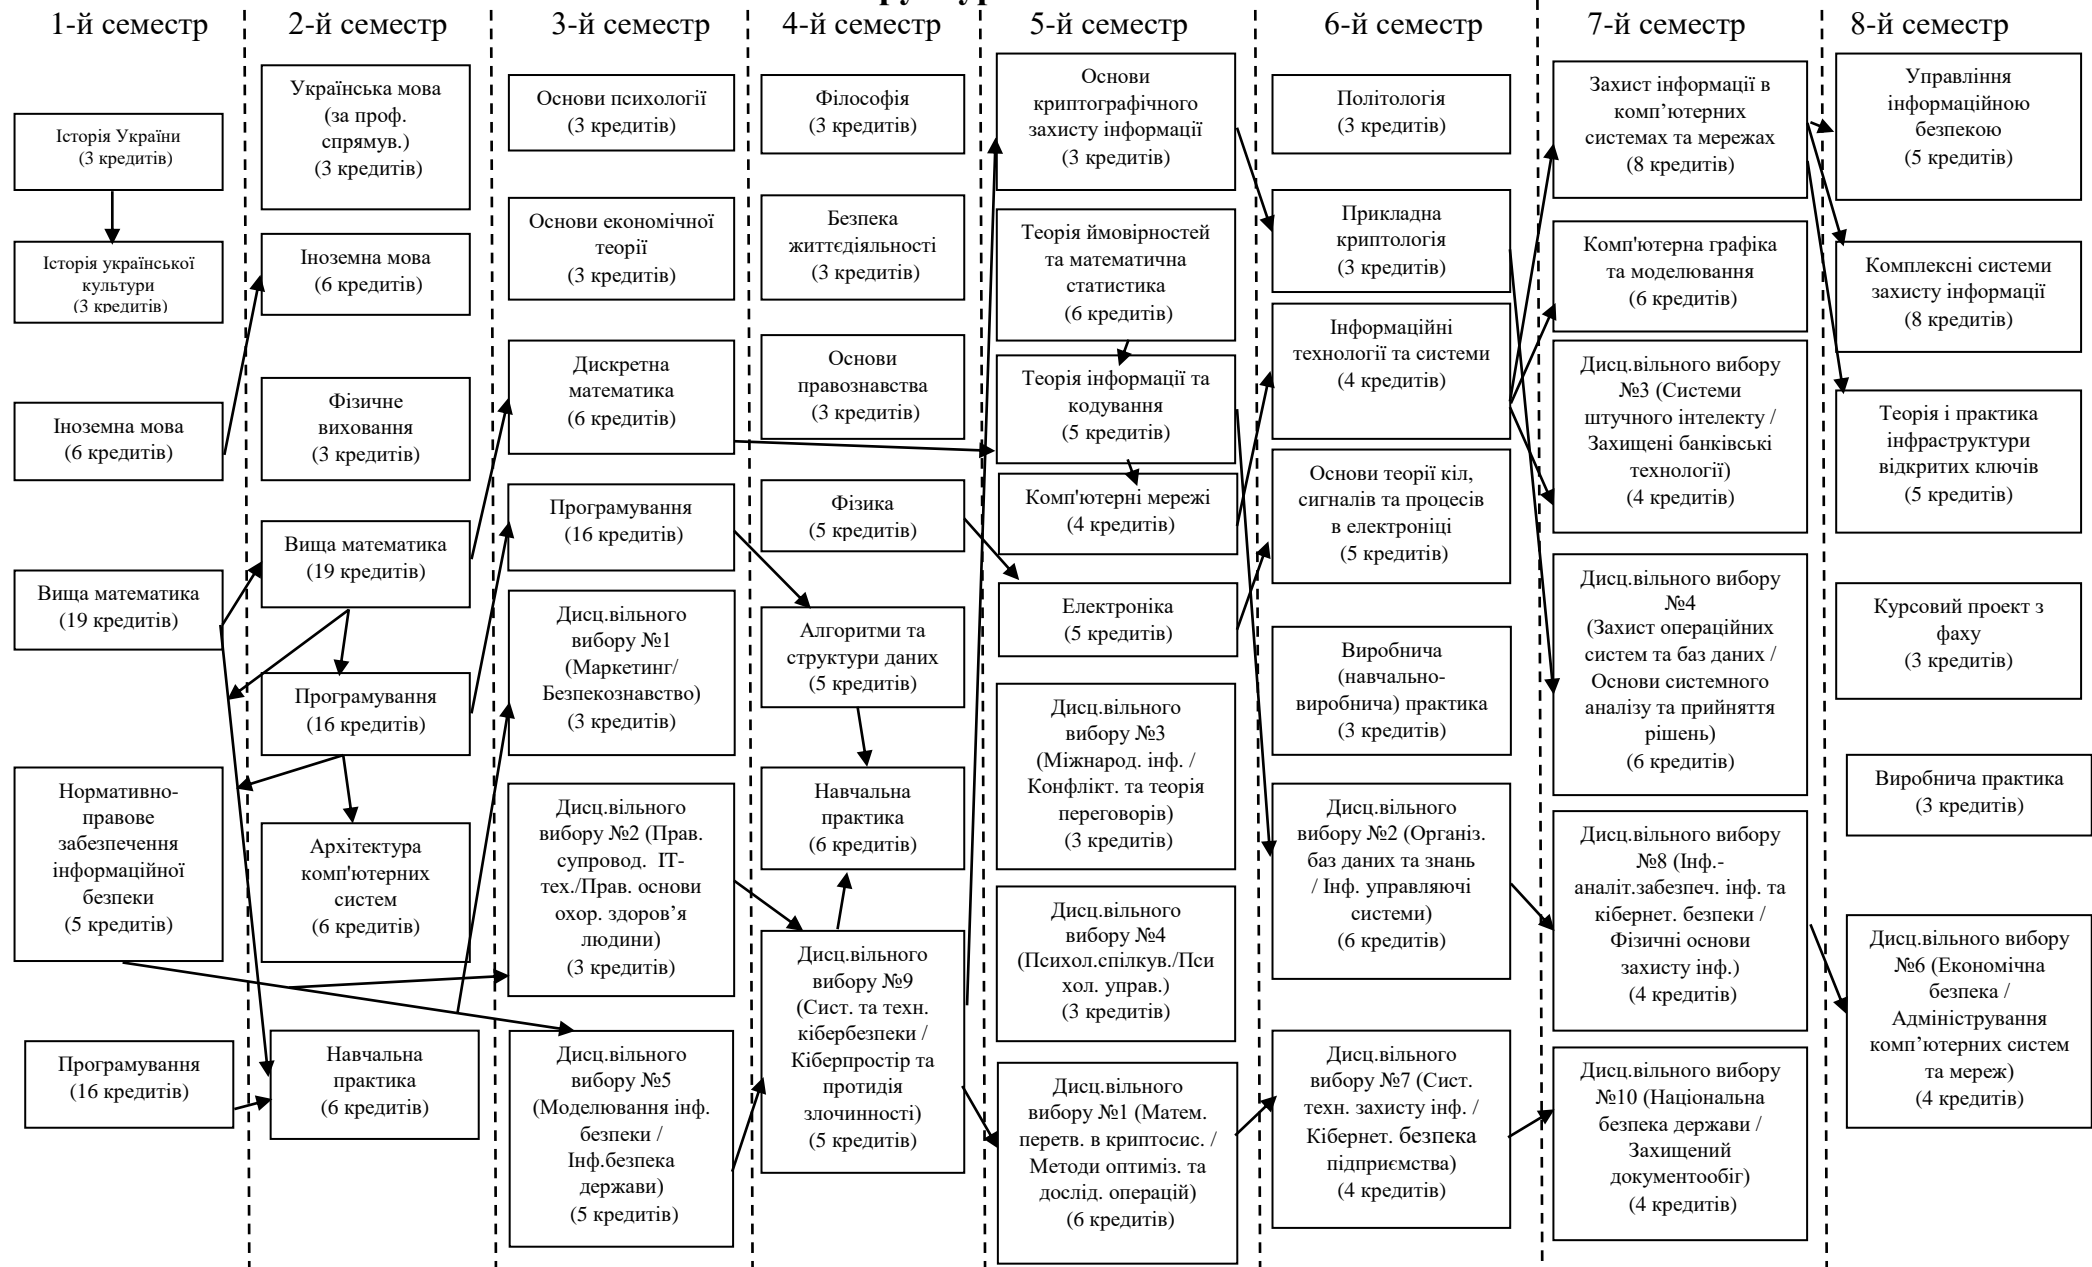 1-й семестр
2-й семестр
3-й семестр
4-й семестр
5-й семестр
6-й семестр
7-й семестр
8-й семестр
Історія України
(3 кредитів)
Історія української
культури
(3 кредитів)
Іноземна мова
(6 кредитів)
Вища математика
(19 кредитів)
Нормативно-
правове
забезпечення
інформаційної
безпеки
(5 кредитів)
Програмування
(16 кредитів)
Українська мова
(за проф.
спрямув.)
(3 кредитів)
Іноземна мова
(6 кредитів)
Фізичне
виховання
(3 кредитів)
Вища математика
(19 кредитів)
Програмування
(16 кредитів)
Архітектура
комп'ютерних
систем
(6 кредитів)
Навчальна
практика
(6 кредитів)
Основи психології
(3 кредитів)
Основи економічної
теорії
(3 кредитів)
Дискретна
математика
(6 кредитів)
Програмування
(16 кредитів)
Дисц.вільного
вибору №1
(Маркетинг/
Безпекознавство)
(3 кредитів)
Дисц.вільного
вибору №2 (Прав.
супровод. ІТ-
тех./Прав. основи
охор. здоров’я
людини)
(3 кредитів)
Дисц.вільного
вибору №5
(Моделювання інф.
безпеки /
Інф.безпека
держави)
(5 кредитів)
Філософія
(3 кредитів)
Безпека
життєдіяльності
(3 кредитів)
Основи
правознавства
(3 кредитів)
Фізика
(5 кредитів)
Алгоритми та
структури даних
(5 кредитів)
Навчальна
практика
(6 кредитів)
Дисц.вільного
вибору №9
(Сист. та техн.
кібербезпеки /
Кіберпростір та
протидія
злочинності)
(5 кредитів)
Основи
криптографічного
захисту інформації
(3 кредитів)
Теорія ймовірностей
та математична
статистика
(6 кредитів)
Теорія інформації та
кодування
(5 кредитів)
Комп'ютерні мережі
(4 кредитів)
Електроніка
(5 кредитів)
Дисц.вільного
вибору №3
(Міжнарод. інф. /
Конфлікт. та теорія
переговорів)
(3 кредитів)
Дисц.вільного
вибору №4
(Психол.спілкув./Пси
хол. управ.)
(3 кредитів)
Дисц.вільного
вибору №1 (Матем.
перетв. в криптосис. /
Методи оптиміз. та
дослід. операцій)
(6 кредитів)
Політологія
(3 кредитів)
Прикладна
криптологія
(3 кредитів)
Інформаційні
технології та системи
(4 кредитів)
Основи теорії кіл,
сигналів та процесів
в електроніці
(5 кредитів)
Виробнича
(навчально-
виробнича) практика
(3 кредитів)
Дисц.вільного
вибору №2 (Організ.
баз даних та знань
/ Інф. управляючі
системи)
(6 кредитів)
Дисц.вільного
вибору №7 (Сист.
техн. захисту інф. /
Кібернет. безпека
підприємства)
(4 кредитів)
Захист інформації в
комп’ютерних
системах та мережах
(8 кредитів)
Комп'ютерна графіка
та моделювання
(6 кредитів)
Дисц.вільного вибору
№3 (Системи
штучного інтелекту /
Захищені банківські
технології)
(4 кредитів)
Дисц.вільного вибору
№4
(Захист операційних
систем та баз даних /
Основи системного
аналізу та прийняття
рішень)
(6 кредитів)
Дисц.вільного вибору
№8 (Інф.-
аналіт.забезпеч. інф. та
кібернет. безпеки /
Фізичні основи
захисту інф.)
(4 кредитів)
Дисц.вільного вибору
№10 (Національна
безпека держави /
Захищений
документообіг)
(4 кредитів)
Управління
інформаційною
безпекою
(5 кредитів)
Комплексні системи
захисту інформації
(8 кредитів)
Теорія і практика
інфраструктури
відкритих ключів
(5 кредитів)
Курсовий проект з
фаху
(3 кредитів)
Виробнича практика
(3 кредитів)
Дисц.вільного вибору
№6 (Економічна
безпека /
Адміністрування
комп’ютерних систем
та мереж)
(4 кредитів)